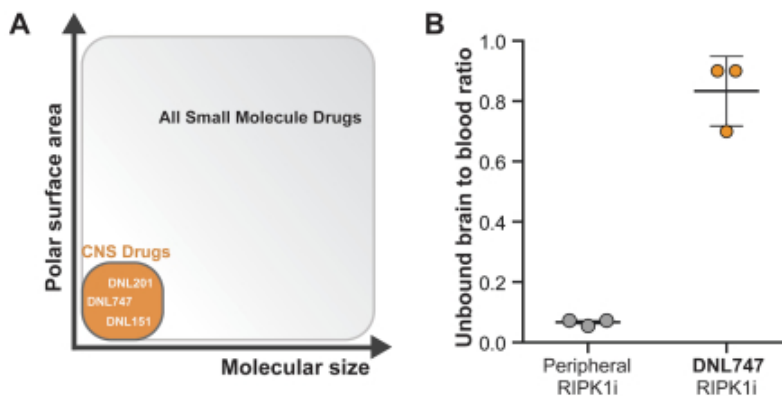 A
Polar surface area
All Small Molecule Drugs
CNS Drugs
DNL201
DNL747
DNL151
Molecular size
B
Unbound brain to blood ratio
1.0
0.8
0.6
0.4
0.2
0.0
Peripheral
RIPK1i
DNL747
RIPK1i